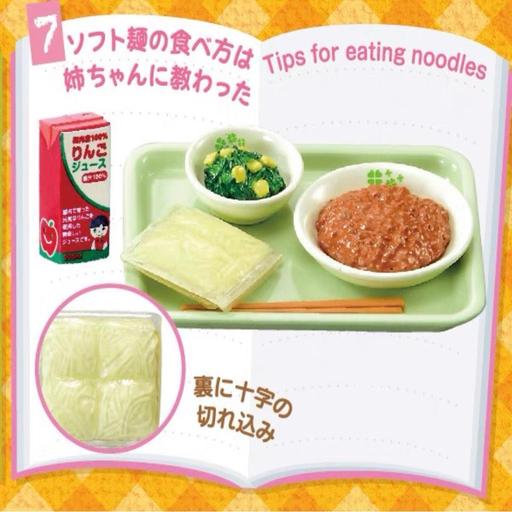 7 ソフト麺の食べ方は
姉ちゃんに教わった
Tips for eating noodles
りんご
ジュース
裏に十字の
切れ込み